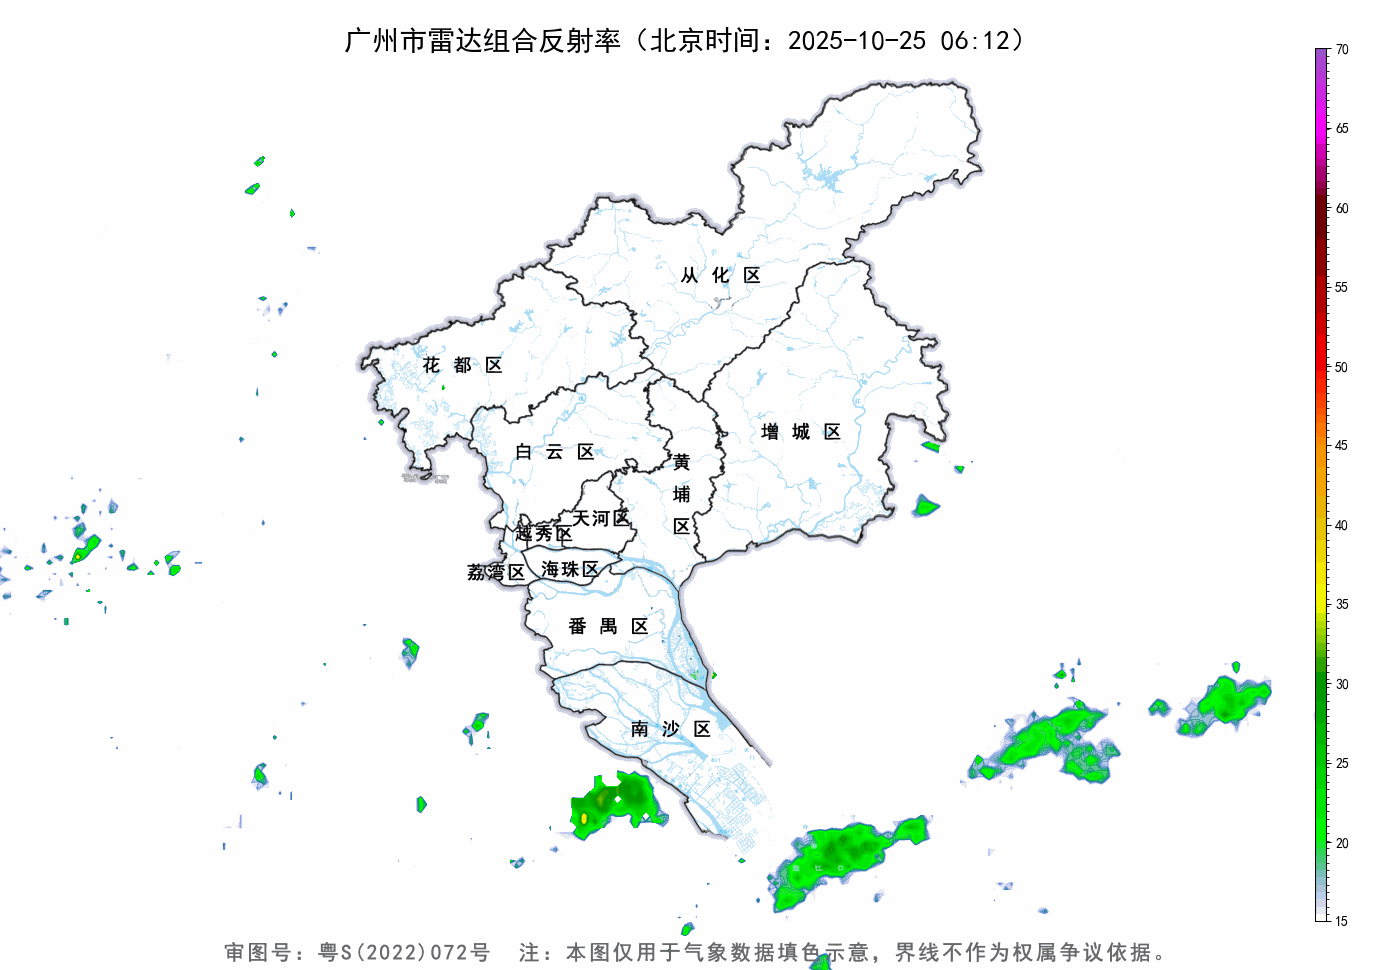 广州市雷达组合反射率（北京时间：2025-10-25 06:12）
70
65
60
55
50
45
40
35
30
25
20
15
从化区
花都区
增城区
白云区
黄埔区
天河区
越秀区
荔湾区
海珠区
番禺区
南沙区
审图号：粤S(2022)072号 注：本图仅用于气象数据填色示意，界线不作为权属争议依据。